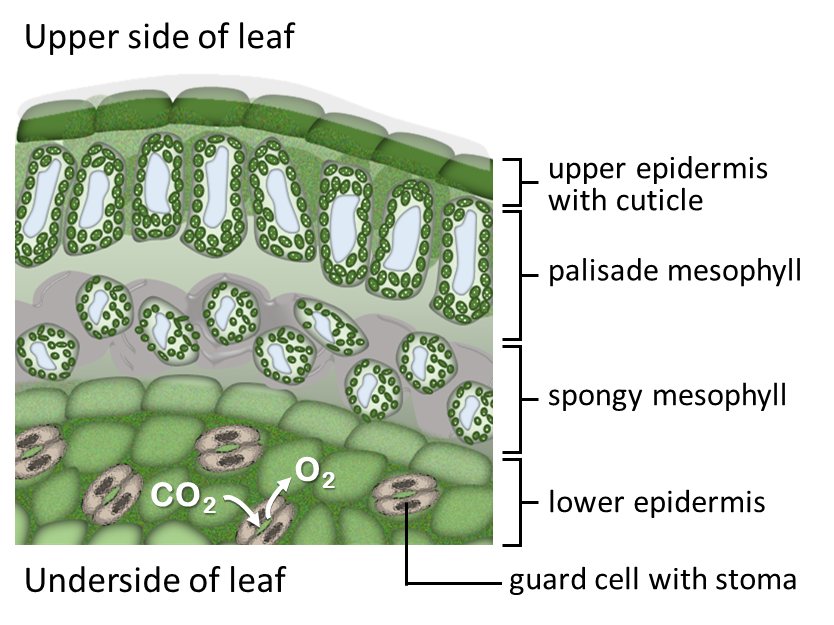 Upper side of leaf
upper epidermis
with cuticle
palisade mesophyll
spongy mesophyll
O₂
CO₂
lower epidermis
Underside of leaf
guard cell with stoma